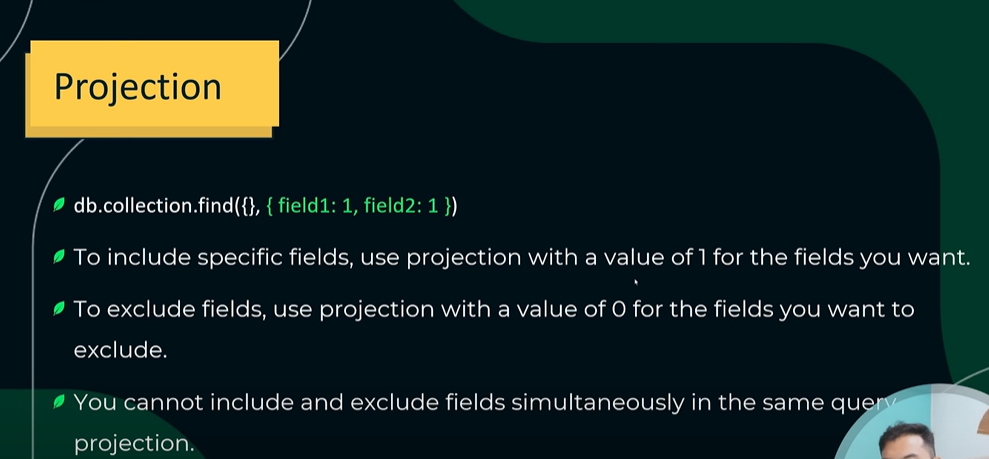 Projection
db.collection.find({}, { field1: 1, field2: 1 })
To include specific fields, use projection with a value of 1 for the fields you want.
To exclude fields, use projection with a value of 0 for the fields you want to
exclude.
You cannot include and exclude fields simultaneously in the same query
projection.